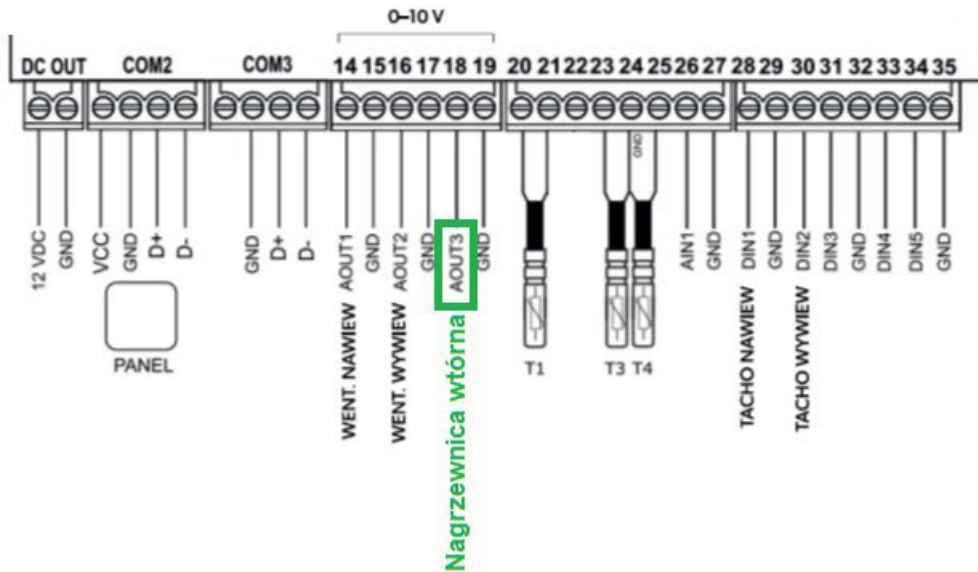 0–10 V
DC OUT COM2 COM3 14 15 16 17 18 19 20 21 22 23 24 25 26 27 28 29 30 31 32 33 34 35
12 VDC
GND
VCC
GND
D+
D-
GND
D+
D-
AOUT1
GND
AOUT2
GND
AOUT3
GND
GND
AIN1
GND
DIN1
GND
DIN2
DIN3
GND
DIN4
DIN5
GND
PANEL
WENT. NAWIEW
WENT. WYWIEW
Nagrzewnica wtórna
T1
T3 T4
TACHO NAWIEW
TACHO WYWIEW